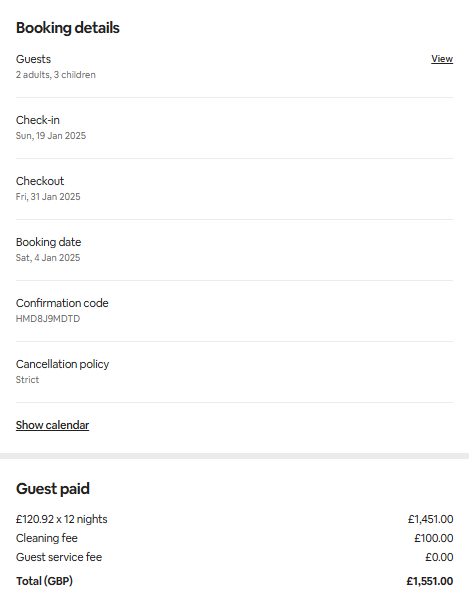 Booking details
Guests View
2 adults, 3 children
Check-in
Sun, 19 Jan 2025
Checkout
Fri, 31 Jan 2025
Booking date
Sat, 4 Jan 2025
Confirmation code
HMD8J9MDTD
Cancellation policy
Strict
Show calendar
Guest paid
£120.92 x 12 nights £1,451.00
Cleaning fee £100.00
Guest service fee £0.00
Total (GBP) £1,551.00